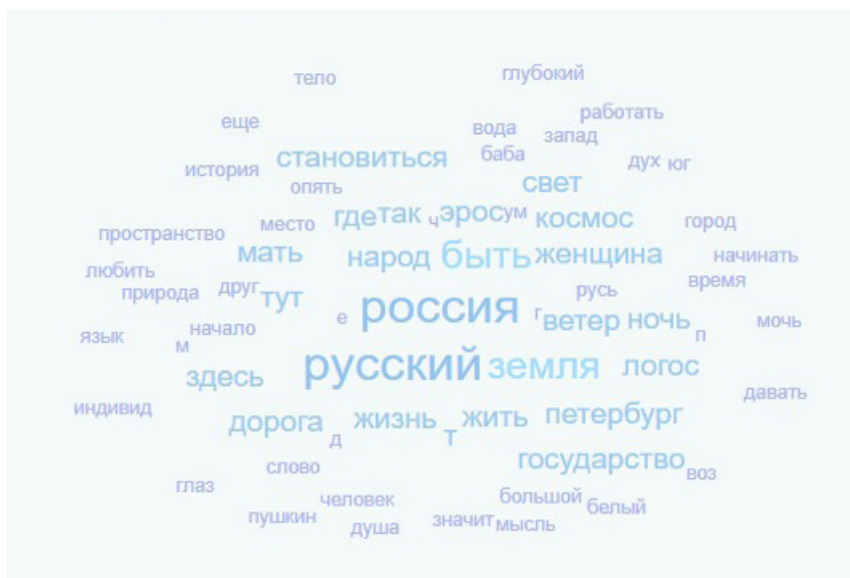 тело глубокий
еще вода запад работать
история становиться баба дух юг
опять свет
пространство место где так ч эрос ум космос город
любить мать народ быть женщина начинать
природа друг тут русь время
язык начало е россия г ветер ночь п мочь
м
здесь русский земля логос
индивид давать
дорога д жизнь т жить петербург
слово государство воз
глаз человек большой белый
пушкин душа значит мысль